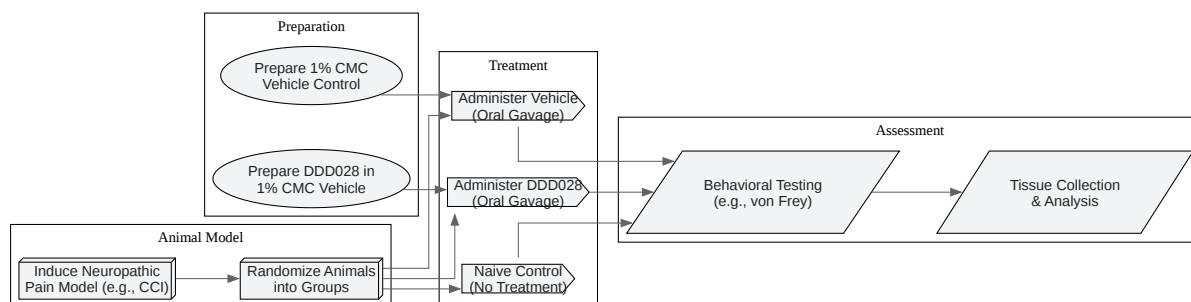 Preparation
Prepare 1% CMC
Vehicle Control
Prepare DDD028 in
1% CMC Vehicle
Treatment
Administer Vehicle
(Oral Gavage)
Administer DDD028
(Oral Gavage)
Naive Control
(No Treatment)
Assessment
Behavioral Testing
(e.g., von Frey)
Tissue Collection
& Analysis
Animal Model
Induce Neuropathic
Pain Model (e.g., CCI)
Randomize Animals
into Groups